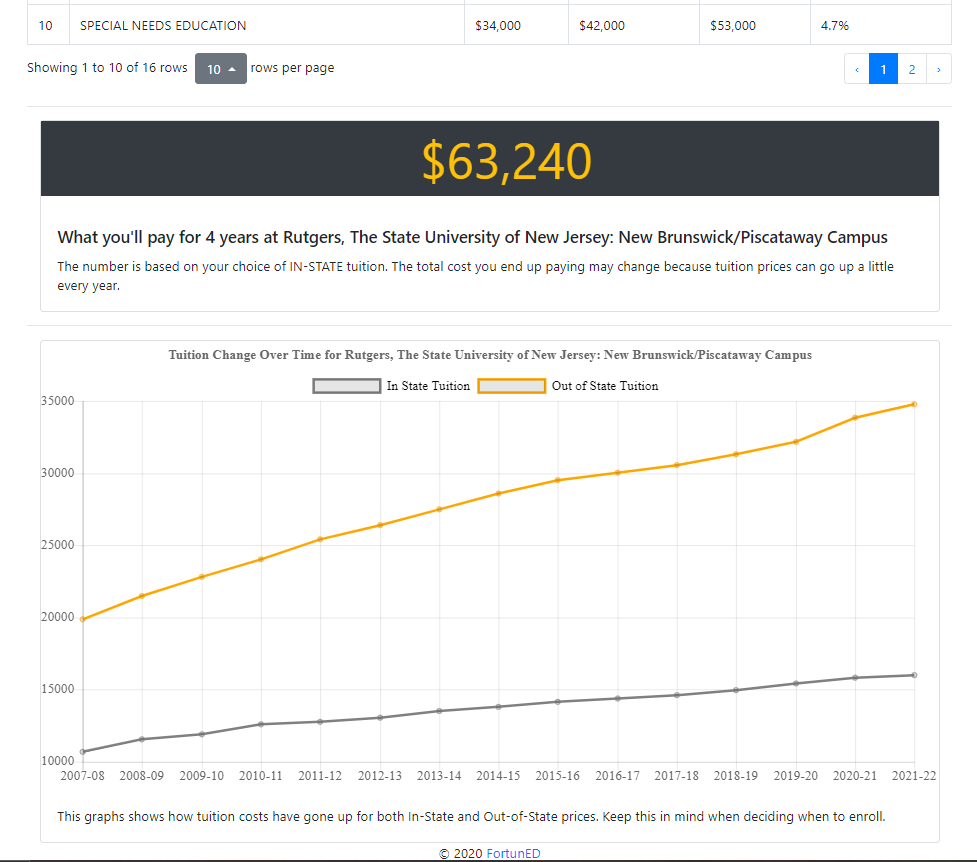 10 SPECIAL NEEDS EDUCATION $34,000 $42,000 $53,000 4.7%
Showing 1 to 10 of 16 rows 10 rows per page ‹ 1 2 ›
$63,240
What you'll pay for 4 years at Rutgers, The State University of New Jersey: New Brunswick/Piscataway Campus
The number is based on your choice of IN-STATE tuition. The total cost you end up paying may change because tuition prices can go up a little
every year.
Tuition Change Over Time for Rutgers, The State University of New Jersey: New Brunswick/Piscataway Campus
In State Tuition Out of State Tuition
35000
30000
25000
20000
15000
10000
2007-08 2008-09 2009-10 2010-11 2011-12 2012-13 2013-14 2014-15 2015-16 2016-17 2017-18 2018-19 2019-20 2020-21 2021-22
This graphs shows how tuition costs have gone up for both In-State and Out-of-State prices. Keep this in mind when deciding when to enroll.
© 2020 FortunED